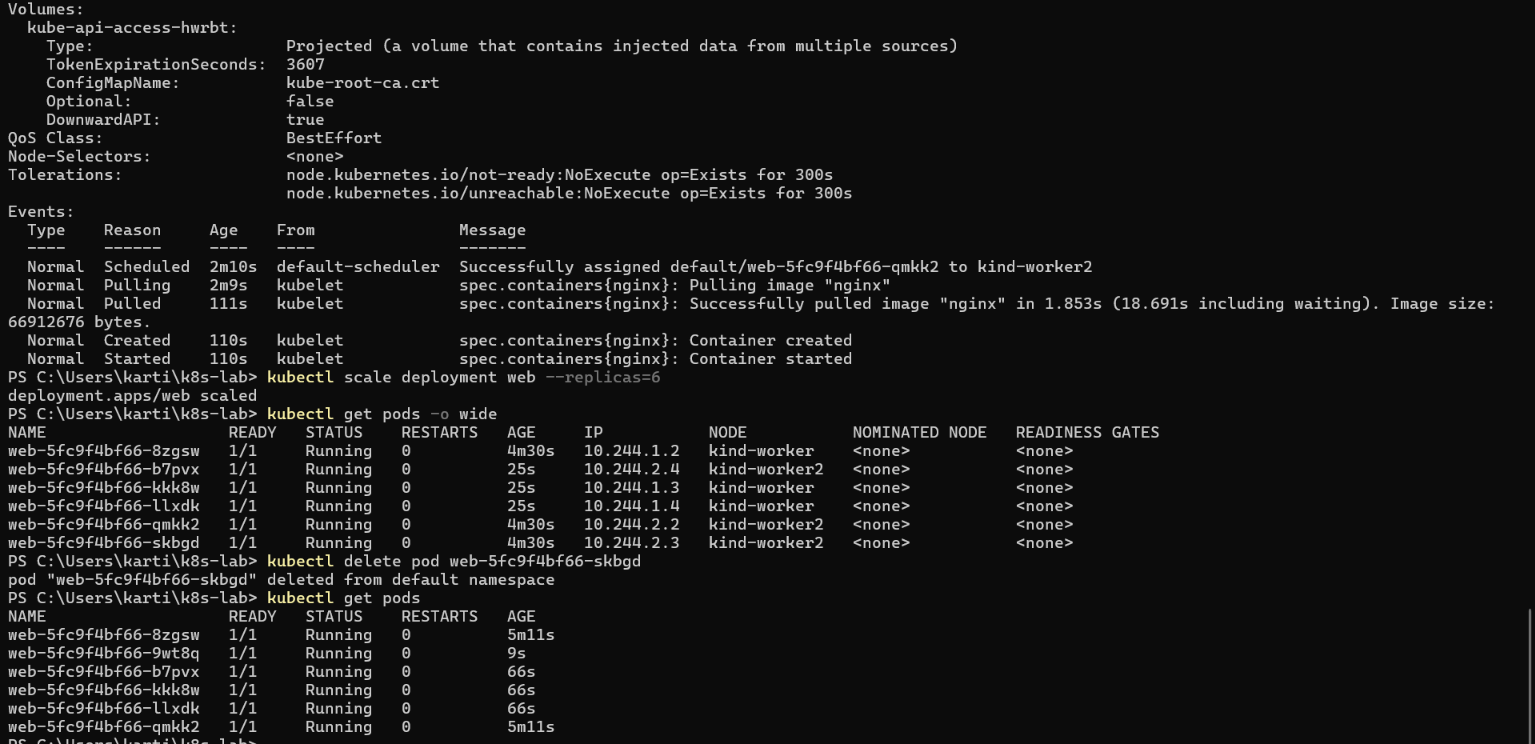 Volumes:
  kube-api-access-hwrbt:
    Type:                    Projected (a volume that contains injected data from multiple sources)
    TokenExpirationSeconds:  3607
    ConfigMapName:           kube-root-ca.crt
    Optional:                false
    DownwardAPI:             true
QoS Class:                   BestEffort
Node-Selectors:              <none>
Tolerations:                 node.kubernetes.io/not-ready:NoExecute op=Exists for 300s
                             node.kubernetes.io/unreachable:NoExecute op=Exists for 300s
Events:
  Type    Reason     Age    From               Message
  ----    ------     ----   ----               -------
  Normal  Scheduled  2m10s  default-scheduler  Successfully assigned default/web-5fc9f4bf66-qmkk2 to kind-worker2
  Normal  Pulling    2m9s   kubelet            spec.containers{nginx}: Pulling image "nginx"
  Normal  Pulled     111s   kubelet            spec.containers{nginx}: Successfully pulled image "nginx" in 1.853s (18.691s including waiting). Image size:
66912676 bytes.
  Normal  Created    110s   kubelet            spec.containers{nginx}: Container created
  Normal  Started    110s   kubelet            spec.containers{nginx}: Container started
PS C:\Users\karti\k8s-lab> kubectl scale deployment web --replicas=6
deployment.apps/web scaled
PS C:\Users\karti\k8s-lab> kubectl get pods -o wide
NAME                   READY   STATUS    RESTARTS   AGE     IP           NODE           NOMINATED NODE   READINESS GATES
web-5fc9f4bf66-8zgsw   1/1     Running   0          4m30s   10.244.1.2   kind-worker    <none>           <none>
web-5fc9f4bf66-b7pvx   1/1     Running   0          25s     10.244.2.4   kind-worker2   <none>           <none>
web-5fc9f4bf66-kkk8w   1/1     Running   0          25s     10.244.1.3   kind-worker    <none>           <none>
web-5fc9f4bf66-llxdk   1/1     Running   0          25s     10.244.1.4   kind-worker    <none>           <none>
web-5fc9f4bf66-qmkk2   1/1     Running   0          4m30s   10.244.2.2   kind-worker2   <none>           <none>
web-5fc9f4bf66-skbgd   1/1     Running   0          4m30s   10.244.2.3   kind-worker2   <none>           <none>
PS C:\Users\karti\k8s-lab> kubectl delete pod web-5fc9f4bf66-skbgd
pod "web-5fc9f4bf66-skbgd" deleted from default namespace
PS C:\Users\karti\k8s-lab> kubectl get pods
NAME                   READY   STATUS    RESTARTS   AGE
web-5fc9f4bf66-8zgsw   1/1     Running   0          5m11s
web-5fc9f4bf66-9wt8q   1/1     Running   0          9s
web-5fc9f4bf66-b7pvx   1/1     Running   0          66s
web-5fc9f4bf66-kkk8w   1/1     Running   0          66s
web-5fc9f4bf66-llxdk   1/1     Running   0          66s
web-5fc9f4bf66-qmkk2   1/1     Running   0          5m11s
PS C:\Users\karti\k8s-lab>